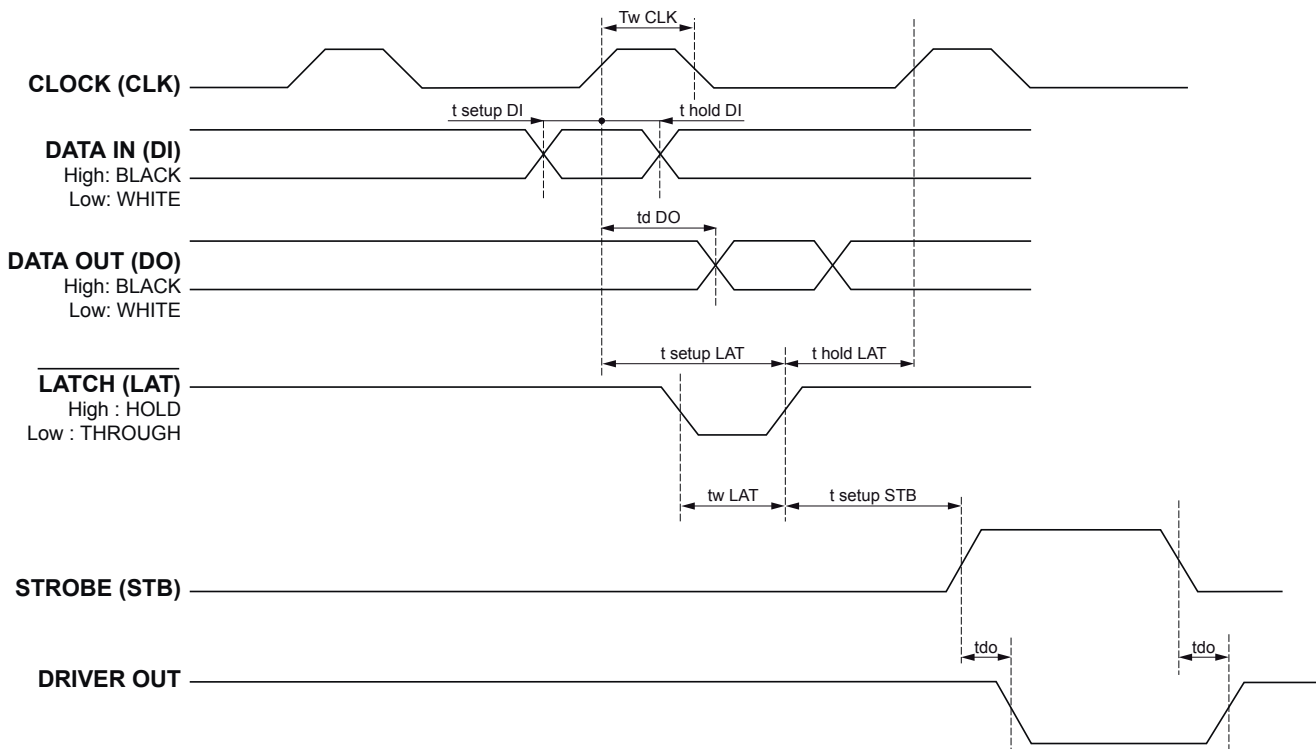 Tw CLK
CLOCK (CLK)
t setup DI
t hold DI
DATA IN (DI)
High: BLACK
Low: WHITE
td DO
DATA OUT (DO)
High: BLACK
Low: WHITE
t setup LAT
t hold LAT
LATCH (LAT)
High : HOLD
Low : THROUGH
tw LAT
t setup STB
STROBE (STB)
tdo
tdo
DRIVER OUT